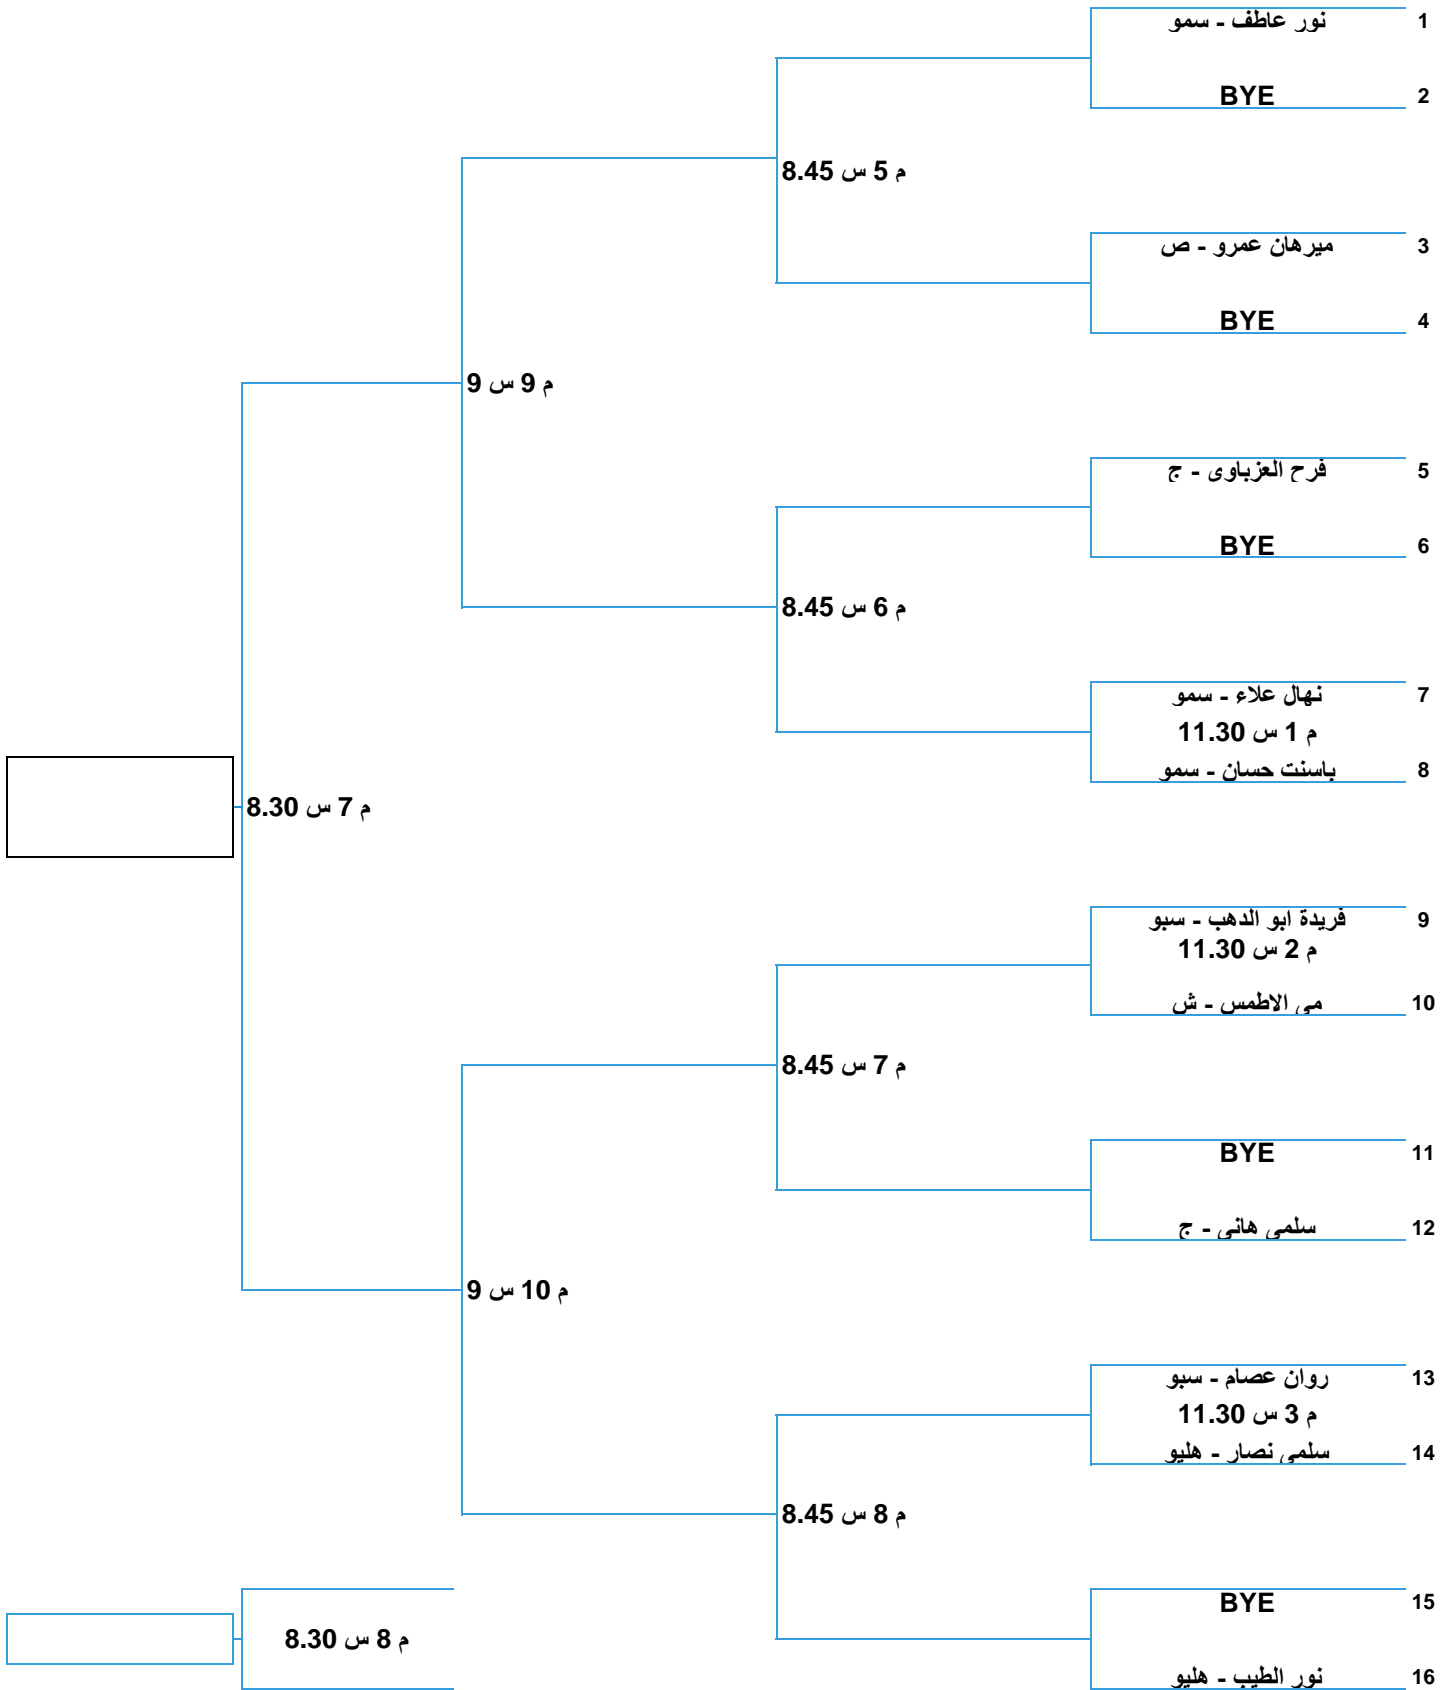 1 نور عاطف - سمو
2 BYE
م 5 س 8.45
3 ميرهان عمرو - ص
4 BYE
م 9 س 9
5 فرح العزباوى - ج
6 BYE
م 6 س 8.45
7 نهال علاء - سمو
م 1 س 11.30
8 باسنت حسان - سمو
م 7 س 8.30
9 فريدة ابو الدهب - سبو
م 2 س 11.30
10 مى الاطمس - ش
م 7 س 8.45
11 BYE
12 سلمى هانى - ج
م 10 س 9
13 روان عصام - سبو
م 3 س 11.30
14 سلمى نصار - هليو
م 8 س 8.45
15 BYE
م 8 س 8.30
16 نور الطيب - هليو